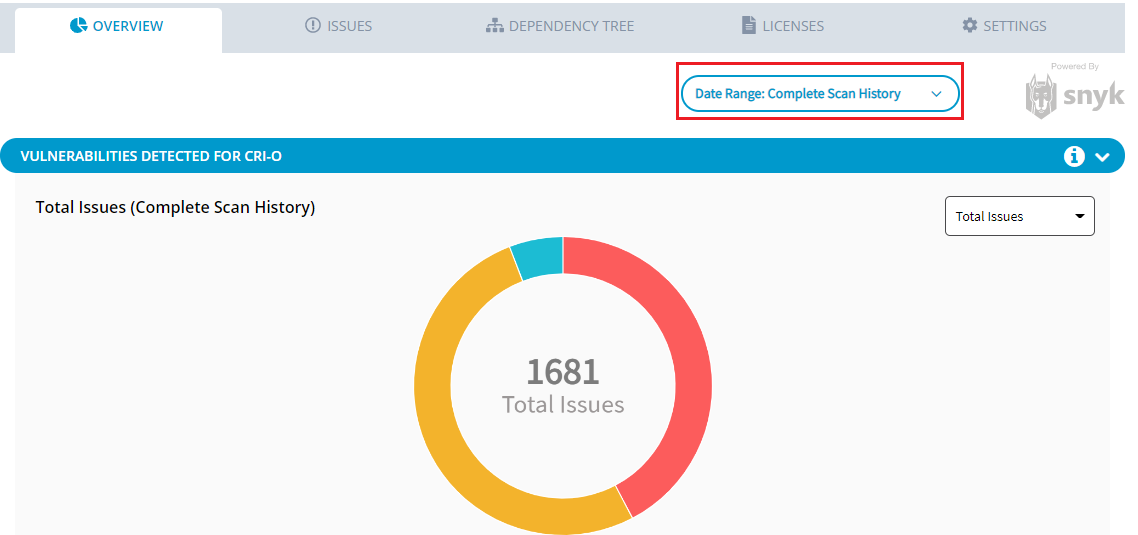 OVERVIEW
ISSUES
DEPENDENCY TREE
LICENSES
SETTINGS
Date Range: Complete Scan History
Powered By
snyk
VULNERABILITIES DETECTED FOR CRI-O
Total Issues (Complete Scan History)
Total Issues
1681
Total Issues